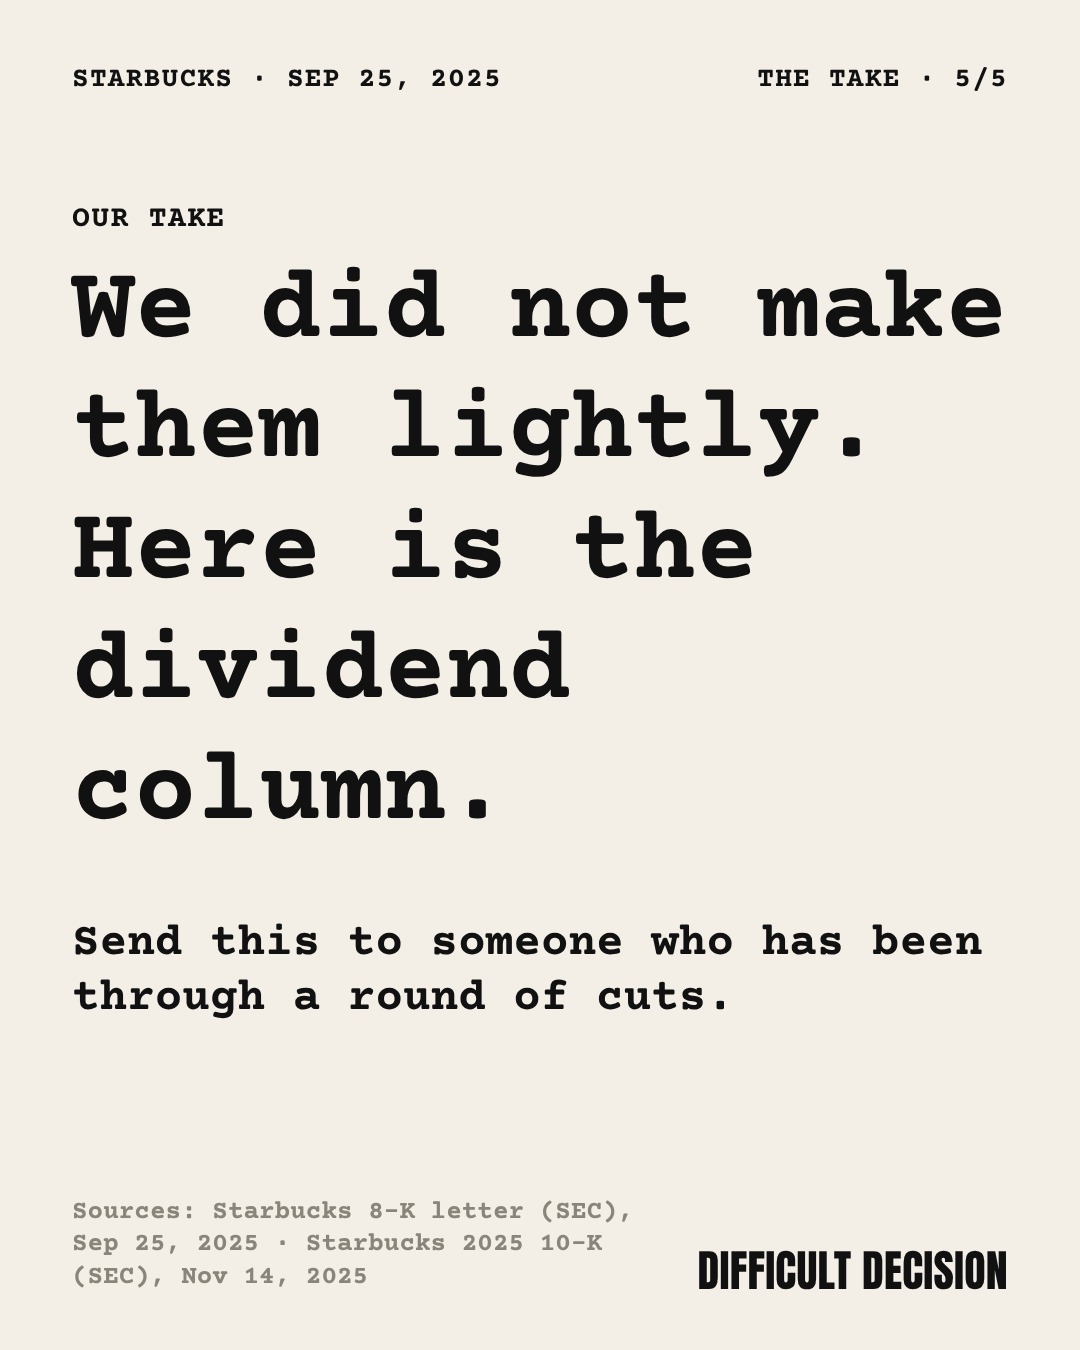 STARBUCKS · SEP 25, 2025
THE TAKE · 5/5
OUR TAKE
We did not make
them lightly.
Here is the
dividend
column.
Send this to someone who has been
through a round of cuts.
Sources: Starbucks 8-K letter (SEC),
Sep 25, 2025 · Starbucks 2025 10-K
(SEC), Nov 14, 2025
DIFFICULT DECISION